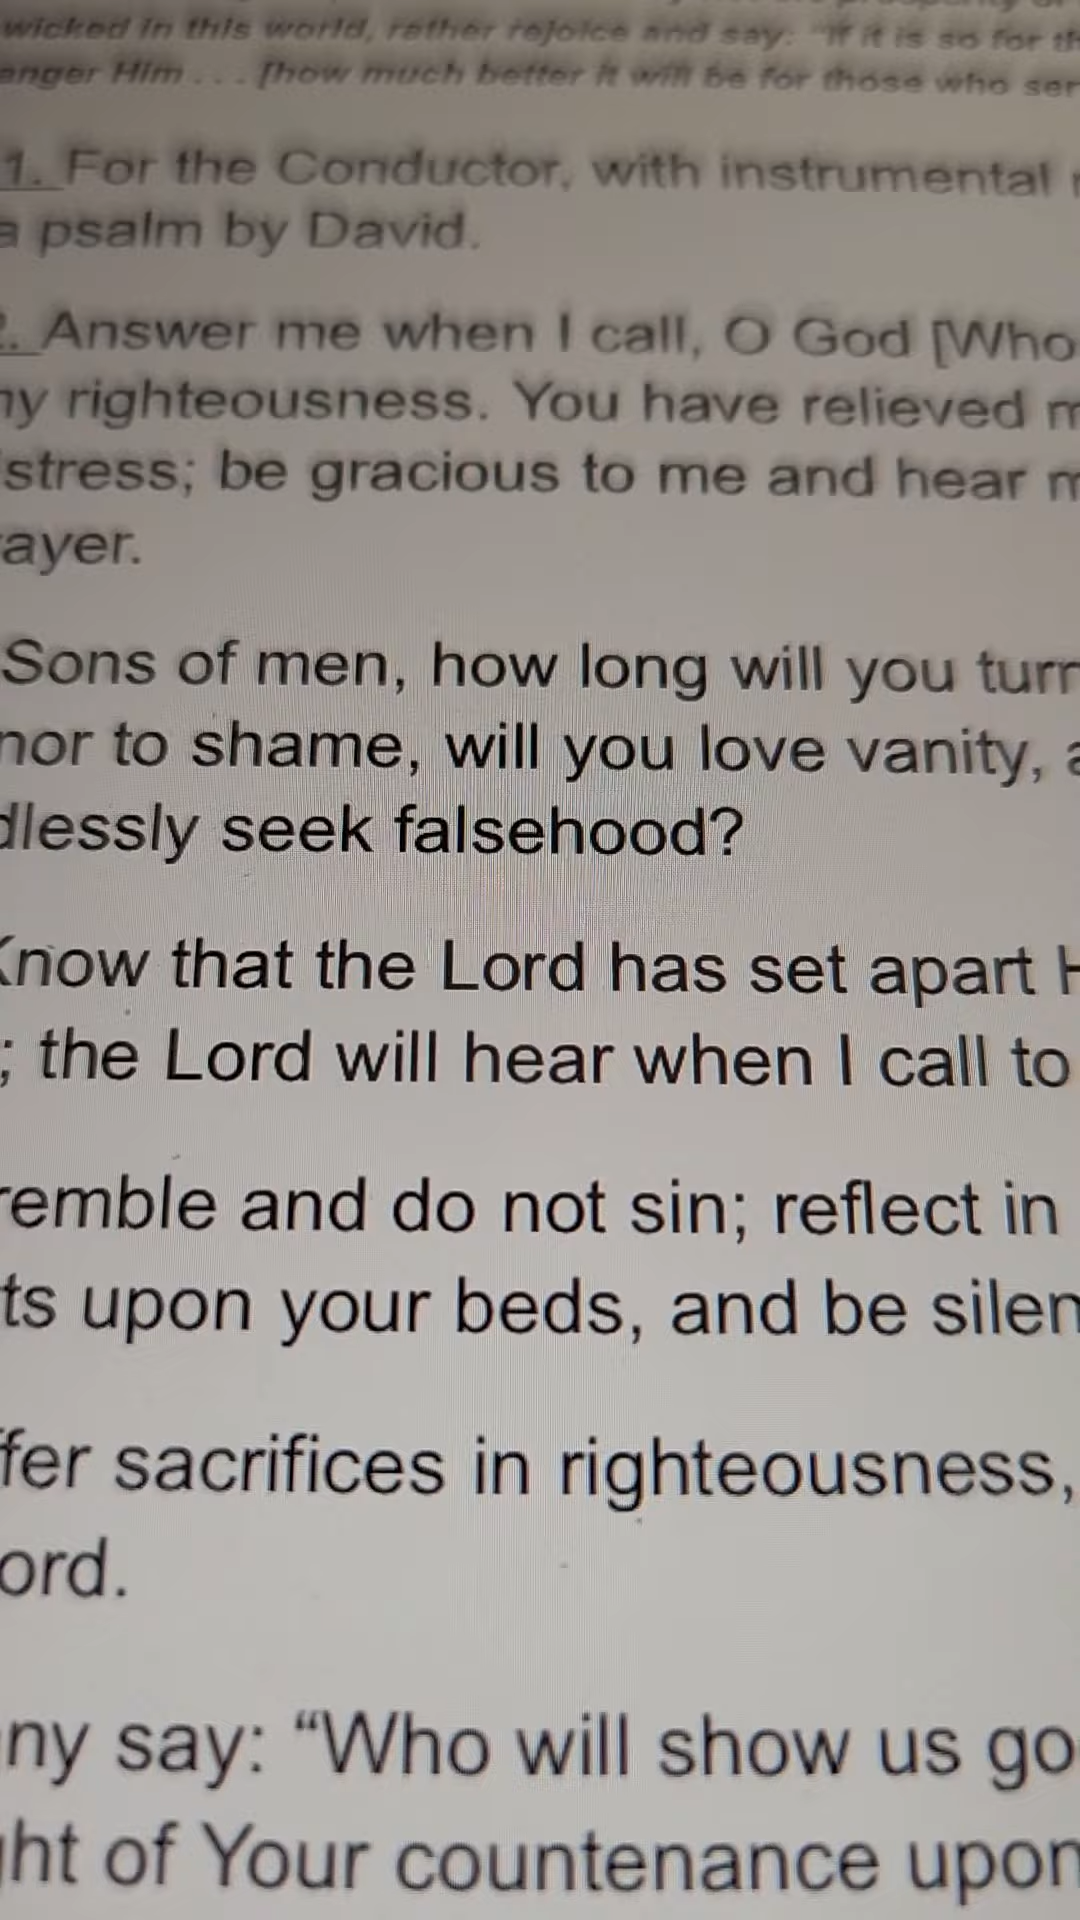 wicked in this world, rather rejoice and say: "If it is so for th
anger Him . . . [how much better it will be for those who ser
1. For the Conductor, with instrumental
a psalm by David.
2. Answer me when I call, O God [Who
my righteousness. You have relieved m
stress; be gracious to me and hear m
ayer.
Sons of men, how long will you turn
nor to shame, will you love vanity, a
dlessly seek falsehood?
Know that the Lord has set apart H
; the Lord will hear when I call to
remble and do not sin; reflect in
ts upon your beds, and be silen
fer sacrifices in righteousness,
ord.
ny say: “Who will show us go
ght of Your countenance upon